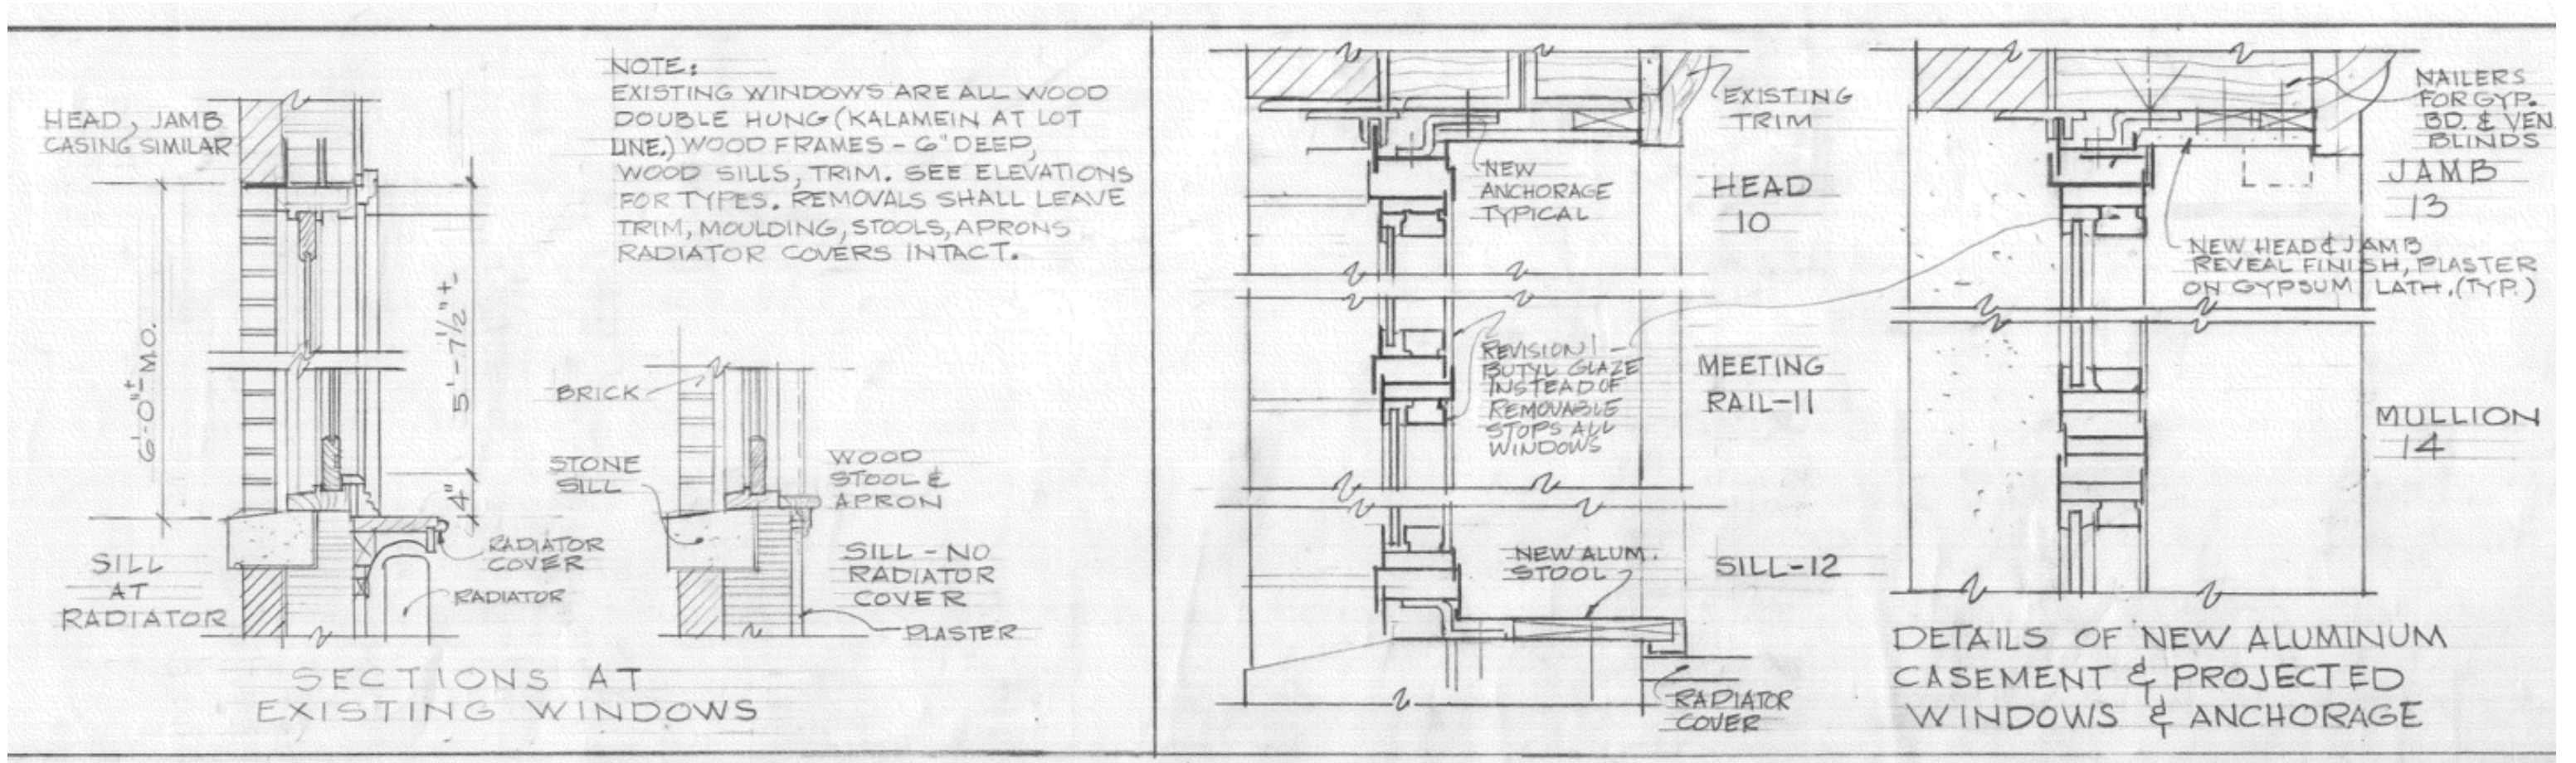 HEAD, JAMB
CASING SIMILAR
6'-0"± M.O.
5'-7 1/2"±
4"
SILL
AT
RADIATOR
RADIATOR
COVER
RADIATOR
NOTE:
EXISTING WINDOWS ARE ALL WOOD
DOUBLE HUNG (KALAMEIN AT LOT
LINE.) WOOD FRAMES - 6" DEEP,
WOOD SILLS, TRIM. SEE ELEVATIONS
FOR TYPES. REMOVALS SHALL LEAVE
TRIM, MOULDING, STOOLS, APRONS
RADIATOR COVERS INTACT.
BRICK
STONE
SILL
WOOD
STOOL &
APRON
SILL - NO
RADIATOR
COVER
PLASTER
SECTIONS AT
EXISTING WINDOWS
EXISTING
TRIM
NEW
ANCHORAGE
TYPICAL
HEAD
10
REVISION 1 -
BUTYL GLAZE
INSTEAD OF
REMOVABLE
STOPS ALL
WINDOWS
MEETING
RAIL-11
NEW ALUM.
STOOL
SILL-12
RADIATOR
COVER
NAILERS
FOR GYP.
BD. & VEN.
BLINDS
JAMB
13
NEW HEAD & JAMB
REVEAL FINISH, PLASTER
ON GYPSUM LATH. (TYP.)
MULLION
14
DETAILS OF NEW ALUMINUM
CASEMENT & PROJECTED
WINDOWS & ANCHORAGE